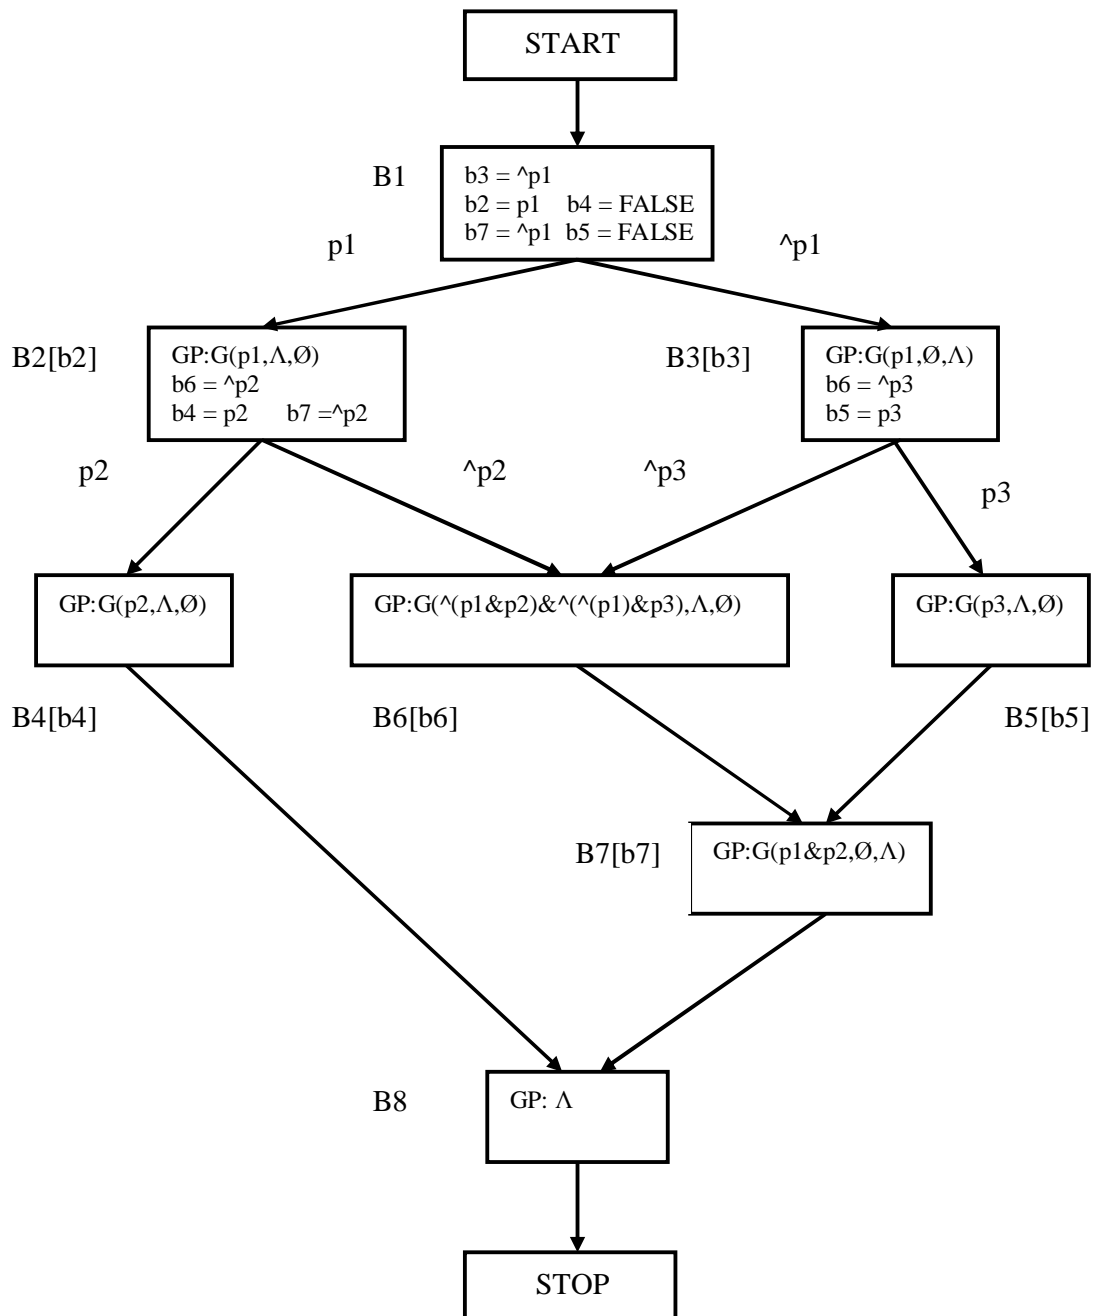 START
B1
b3 = ^p1
b2 = p1 b4 = FALSE
b7 = ^p1 b5 = FALSE
p1
^p1
B2[b2]
GP:G(p1,Λ,Ø)
b6 = ^p2
b4 = p2 b7 =^p2
B3[b3]
GP:G(p1,Ø,Λ)
b6 = ^p3
b5 = p3
p2
^p2
^p3
p3
GP:G(p2,Λ,Ø)
GP:G(^(p1&p2)&^(^(p1)&p3),Λ,Ø)
GP:G(p3,Λ,Ø)
B4[b4]
B6[b6]
B5[b5]
B7[b7]
GP:G(p1&p2,Ø,Λ)
B8
GP: Λ
STOP